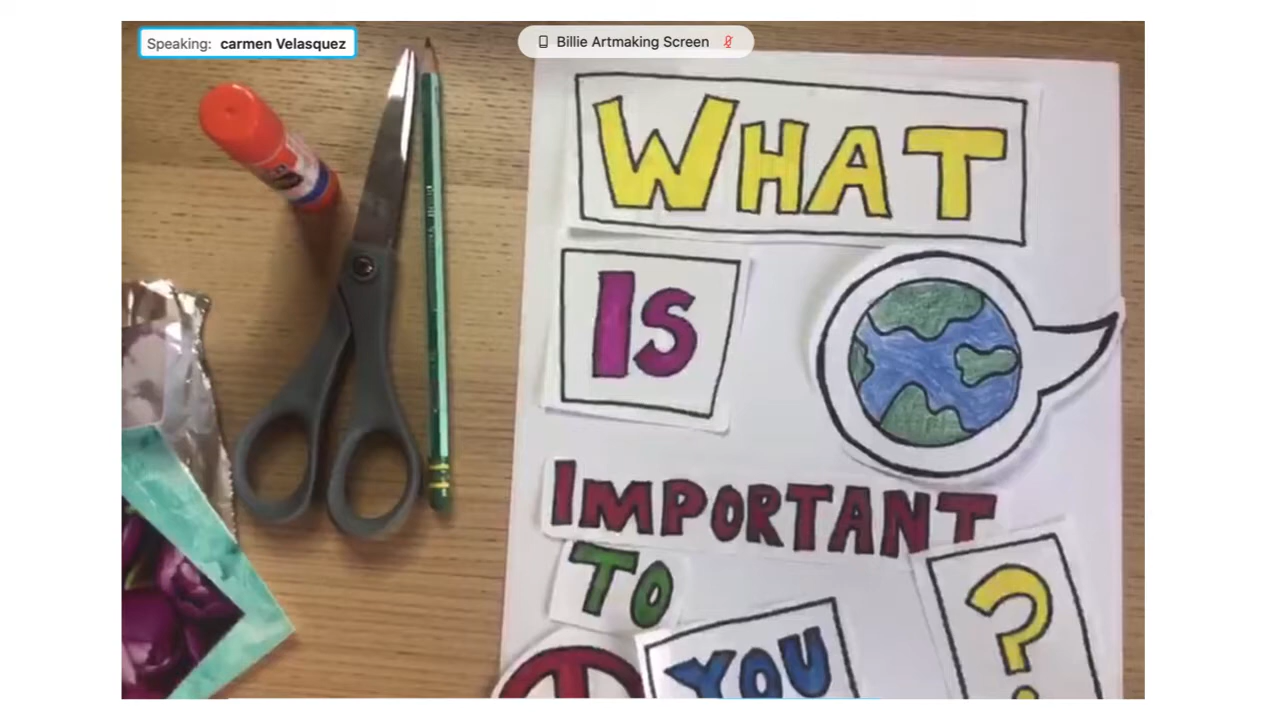 Speaking: carmen Velasquez
Billie Artmaking Screen
WHAT
IS
IMPORTANT
TO
YOU
?